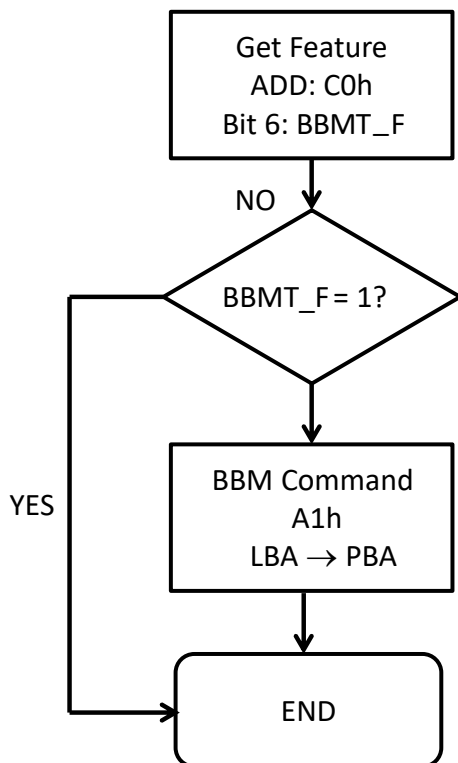 Get Feature
ADD: C0h
Bit 6: BBMT_F
NO
BBMT_F = 1?
BBM Command
A1h
LBA → PBA
YES
END